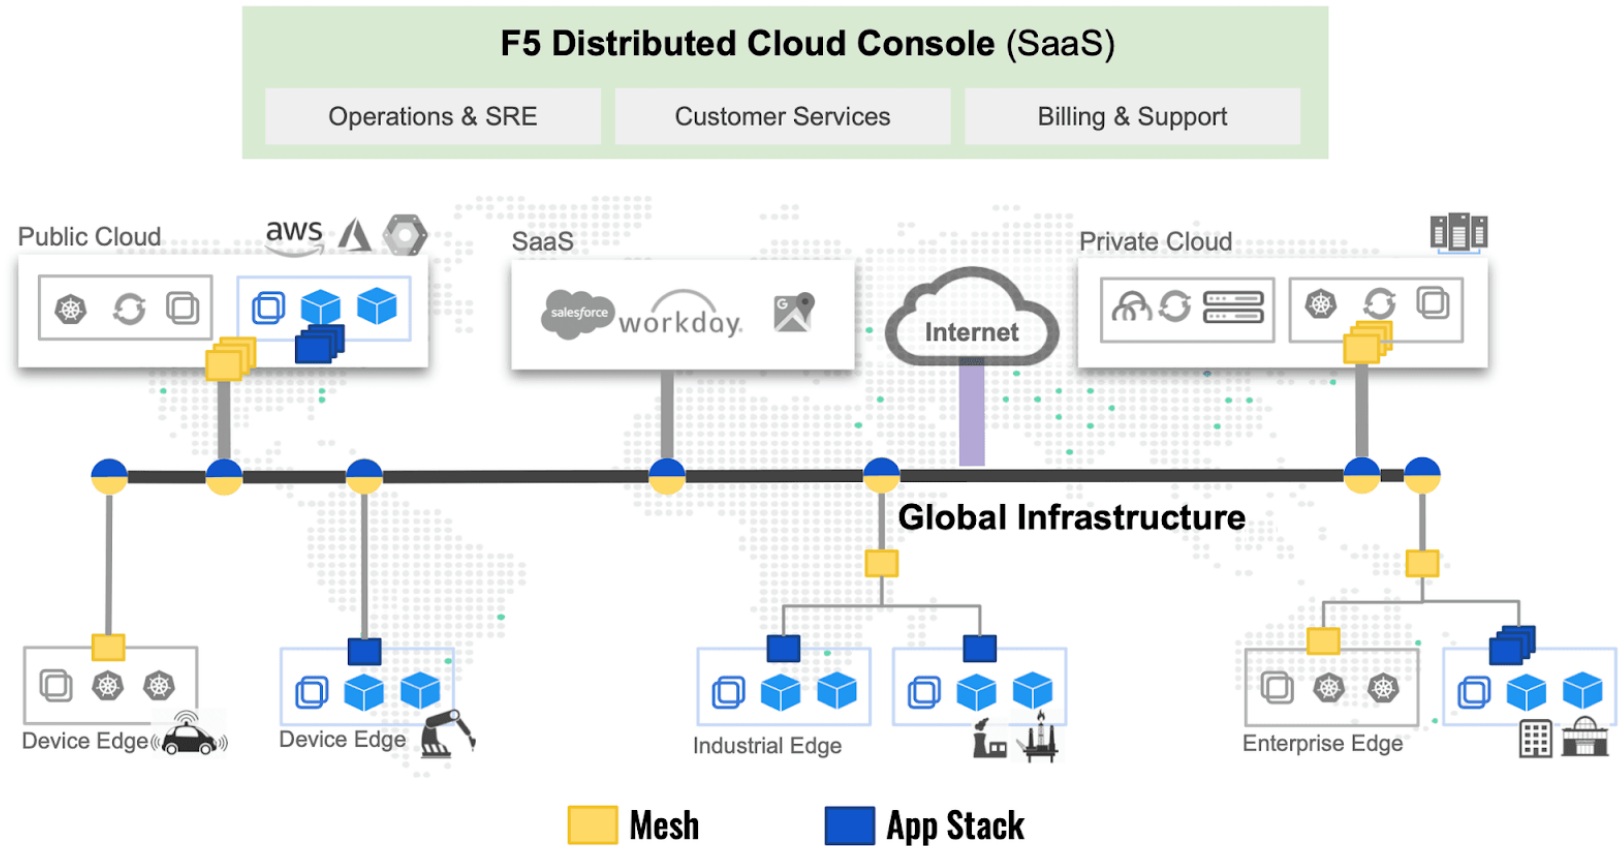 F5 Distributed Cloud Console (SaaS)
Operations & SRE
Customer Services
Billing & Support
Public Cloud
aws
SaaS
Private Cloud
salesforce
workday.
G
Internet
Global Infrastructure
Device Edge
Device Edge
Industrial Edge
Enterprise Edge
Mesh
App Stack